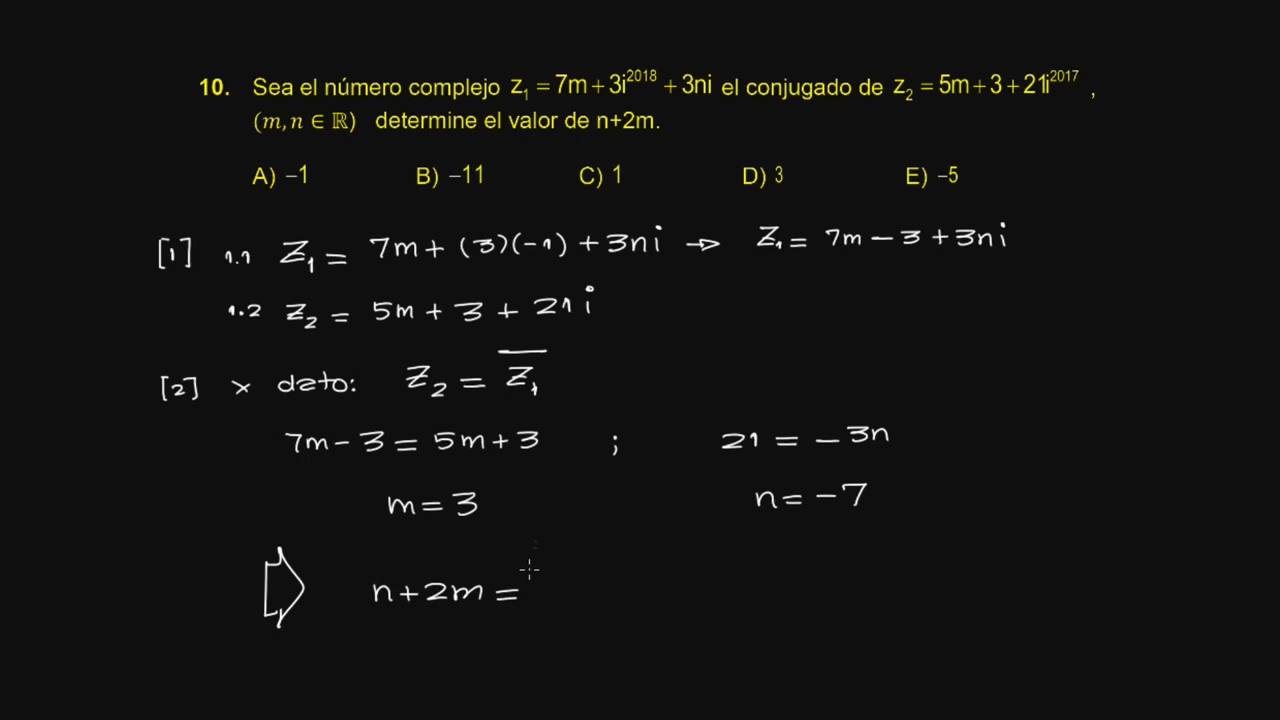 10. Sea el número complejo z₁ = 7m + 3i²⁰¹⁸ + 3ni el conjugado de z₂ = 5m + 3 + 21i²⁰¹⁷ ,
(m, n ∈ ℝ) determine el valor de n+2m.
A) –1 B) –11 C) 1 D) 3 E) –5
[1] 1.1 Z₁ = 7m + (3)(-1) + 3ni → Z₁ = 7m - 3 + 3ni
1.2 Z₂ = 5m + 3 + 21i
[2] x dato: Z₂ = Z̅₁
7m - 3 = 5m + 3 ; 21 = - 3n
m = 3 n = - 7
⇒ n + 2m =